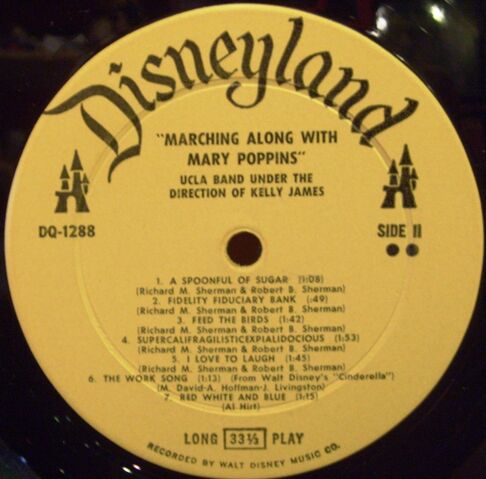 Disneyland
"MARCHING ALONG WITH
MARY POPPINS"
UCLA BAND UNDER THE
DIRECTION OF KELLY JAMES
DQ-1288
SIDE II
1. A SPOONFUL OF SUGAR (1:08)
(Richard M. Sherman & Robert B. Sherman)
2. FIDELITY FIDUCIARY BANK (:49)
(Richard M. Sherman & Robert B. Sherman)
3. FEED THE BIRDS (1:42)
(Richard M. Sherman & Robert B. Sherman)
4. SUPERCALIFRAGILISTICEXPIALIDOCIOUS (1:53)
(Richard M. Sherman & Robert B. Sherman)
5. I LOVE TO LAUGH (1:45)
(Richard M. Sherman & Robert B. Sherman)
6. THE WORK SONG (1:13) (From Walt Disney's "Cinderella")
(M. David-A. Hoffman-J. Livingston)
7. RED WHITE AND BLUE (1:15)
(Al Hirt)
LONG 33⅓ PLAY
RECORDED BY WALT DISNEY MUSIC CO.